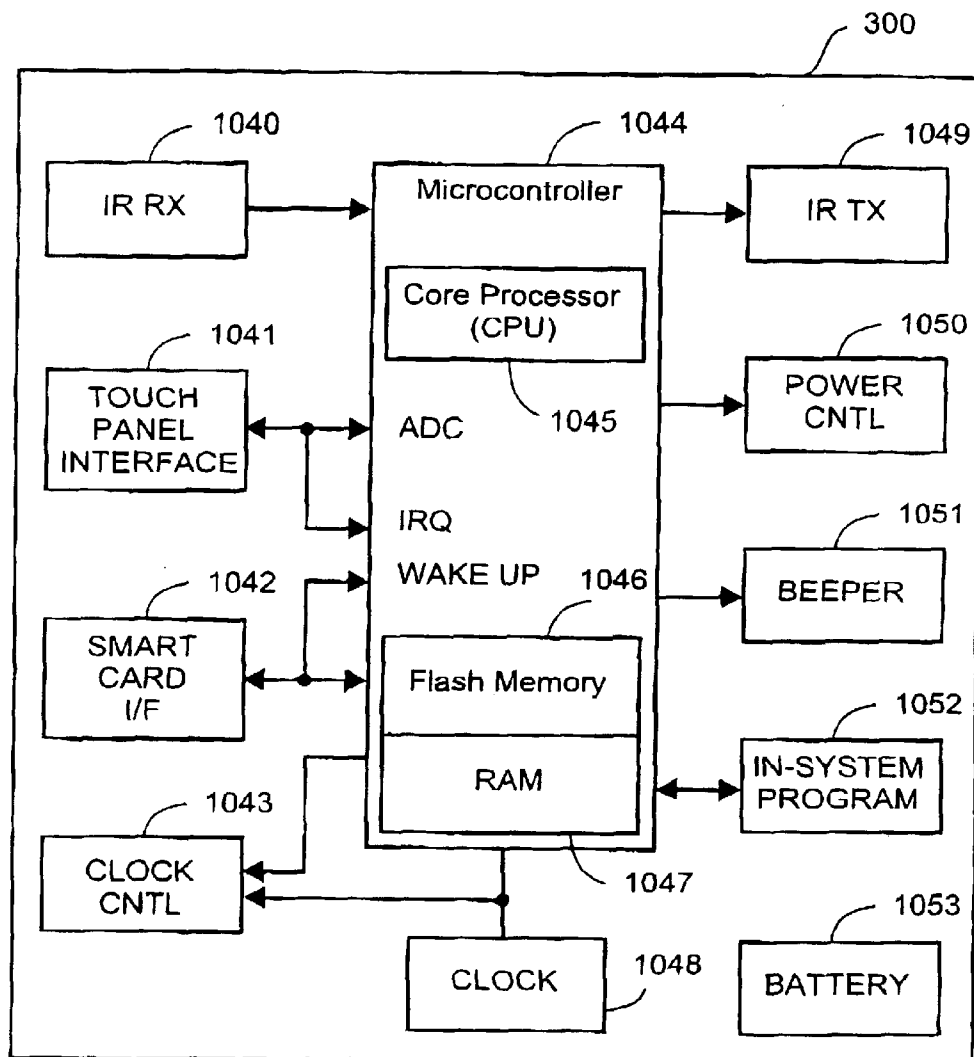 300
1040
IR RX
1044
Microcontroller
1049
IR TX
Core Processor
(CPU)
1045
1041
TOUCH
PANEL
INTERFACE
ADC
IRQ
1050
POWER
CNTL
WAKE UP
1042
SMART
CARD
I/F
1046
Flash Memory
RAM
1047
1051
BEEPER
1052
IN-SYSTEM
PROGRAM
1043
CLOCK
CNTL
CLOCK
1048
1053
BATTERY